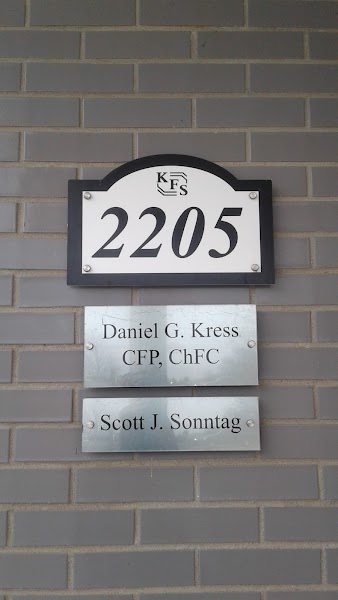 KFS
2205
Daniel G. Kress
CFP, ChFC
Scott J. Sonntag